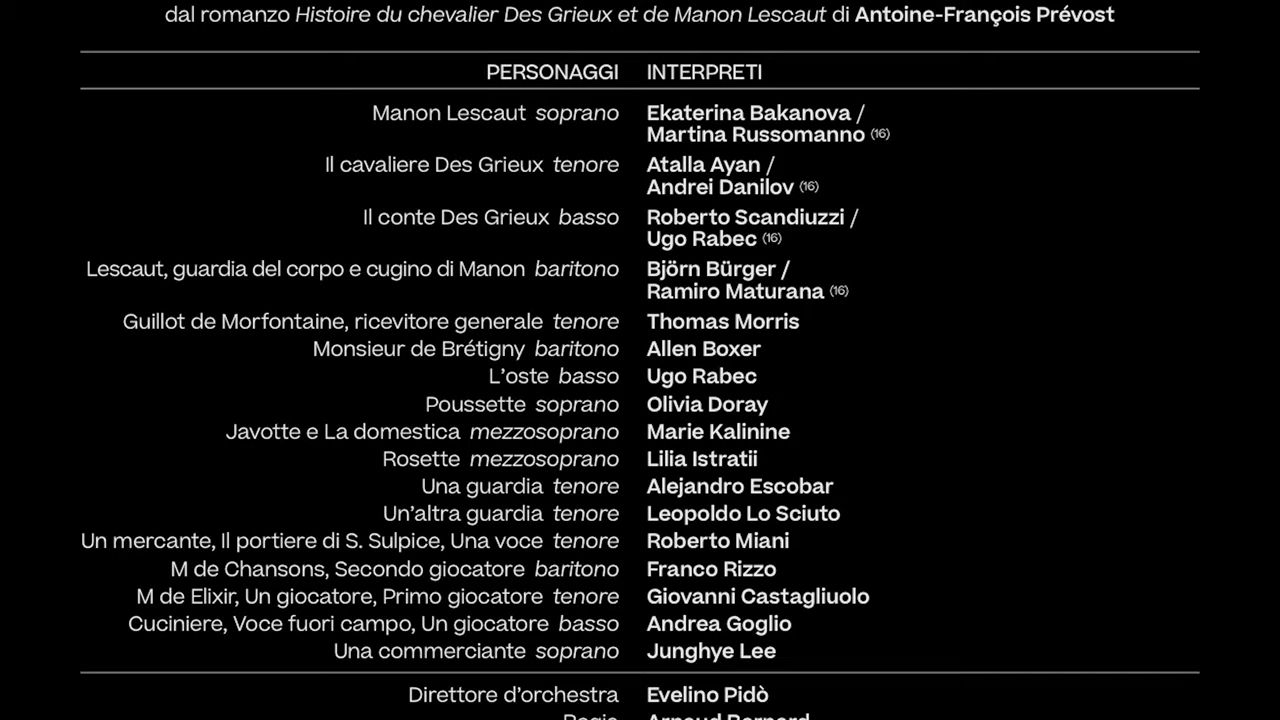 dal romanzo Histoire du chevalier Des Grieux et de Manon Lescaut di Antoine-François Prévost
PERSONAGGI INTERPRETI
Manon Lescaut soprano Ekaterina Bakanova /
Martina Russomanno (16)
Il cavaliere Des Grieux tenore Atalla Ayan /
Andrei Danilov (16)
Il conte Des Grieux basso Roberto Scandiuzzi /
Ugo Rabec (16)
Lescaut, guardia del corpo e cugino di Manon baritono Björn Bürger /
Ramiro Maturana (16)
Guillot de Morfontaine, ricevitore generale tenore Thomas Morris
Monsieur de Brétigny baritono Allen Boxer
L'oste basso Ugo Rabec
Poussette soprano Olivia Doray
Javotte e La domestica mezzosoprano Marie Kalinine
Rosette mezzosoprano Lilia Istratii
Una guardia tenore Alejandro Escobar
Un'altra guardia tenore Leopoldo Lo Sciuto
Un mercante, Il portiere di S. Sulpice, Una voce tenore Roberto Miani
M de Chansons, Secondo giocatore baritono Franco Rizzo
M de Elixir, Un giocatore, Primo giocatore tenore Giovanni Castagliuolo
Cuciniere, Voce fuori campo, Un giocatore basso Andrea Goglio
Una commerciante soprano Junghye Lee
Direttore d'orchestra Evelino Pidò
Regia Arnaud Bernard